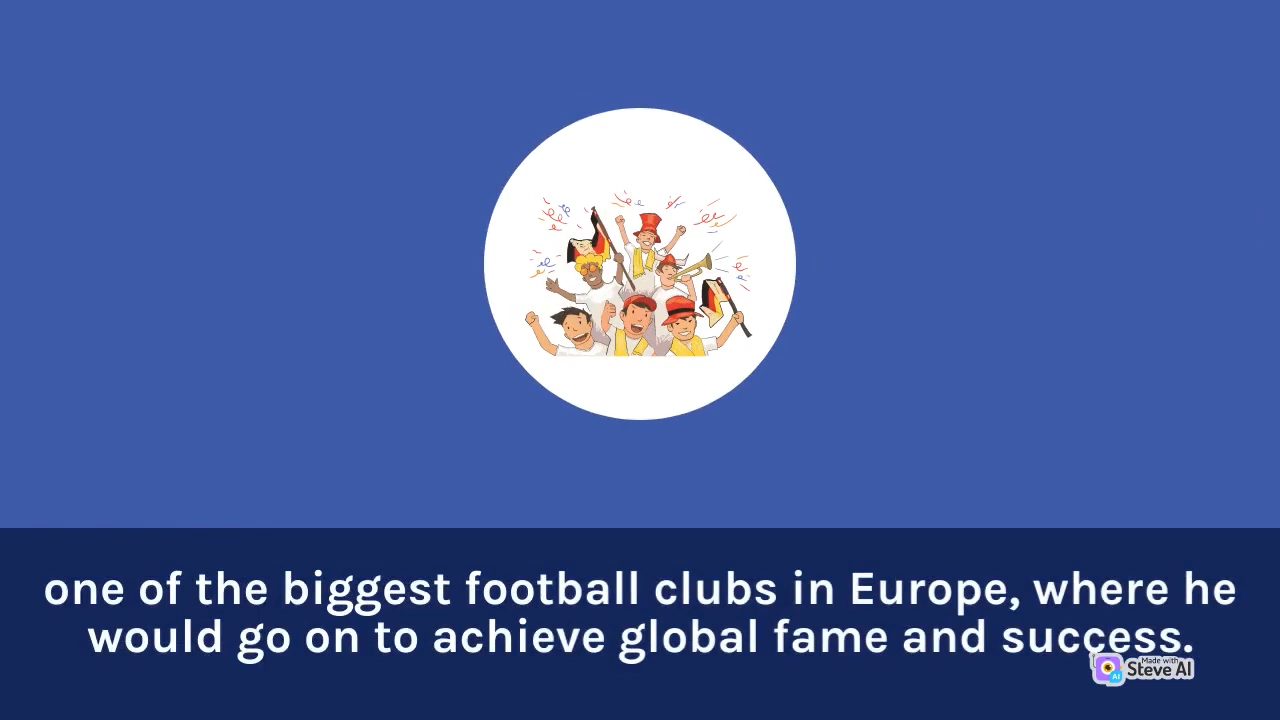 one of the biggest football clubs in Europe, where he
would go on to achieve global fame and success.
Made with
Steve AI
AI